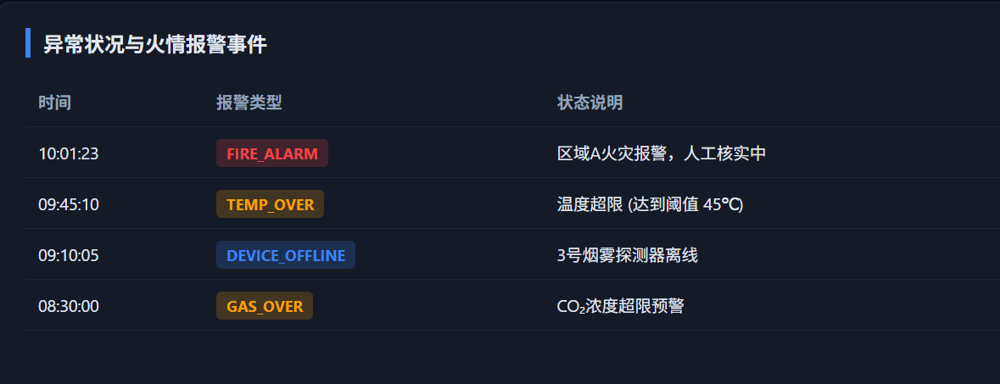 异常状况与火情报警事件
时间 报警类型 状态说明
10:01:23 FIRE_ALARM 区域A火灾报警，人工核实中
09:45:10 TEMP_OVER 温度超限 (达到阈值 45℃)
09:10:05 DEVICE_OFFLINE 3号烟雾探测器离线
08:30:00 GAS_OVER CO₂浓度超限预警